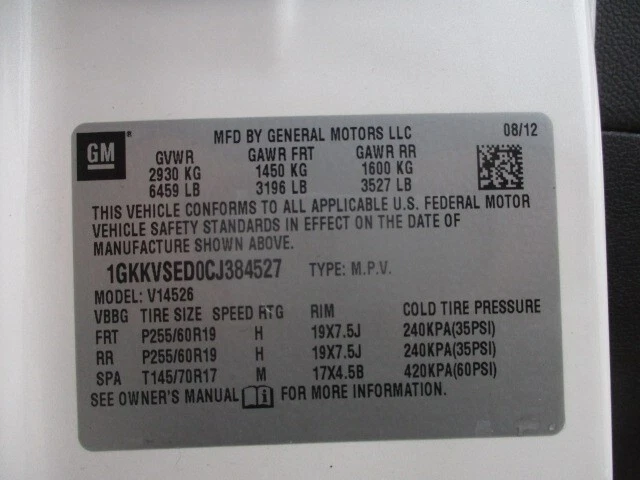 GM MFD BY GENERAL MOTORS LLC 08/12
GVWR GAWR FRT GAWR RR
2930 KG 1450 KG 1600 KG
6459 LB 3196 LB 3527 LB
THIS VEHICLE CONFORMS TO ALL APPLICABLE U.S. FEDERAL MOTOR
VEHICLE SAFETY STANDARDS IN EFFECT ON THE DATE OF
MANUFACTURE SHOWN ABOVE.
1GKKVSED0CJ384527 TYPE: M.P.V.
MODEL: V14526
VBBG TIRE SIZE SPEED RTG RIM COLD TIRE PRESSURE
FRT P255/60R19 H 19X7.5J 240KPA(35PSI)
RR P255/60R19 H 19X7.5J 240KPA(35PSI)
SPA T145/70R17 M 17X4.5B 420KPA(60PSI)
SEE OWNER'S MANUAL FOR MORE INFORMATION.